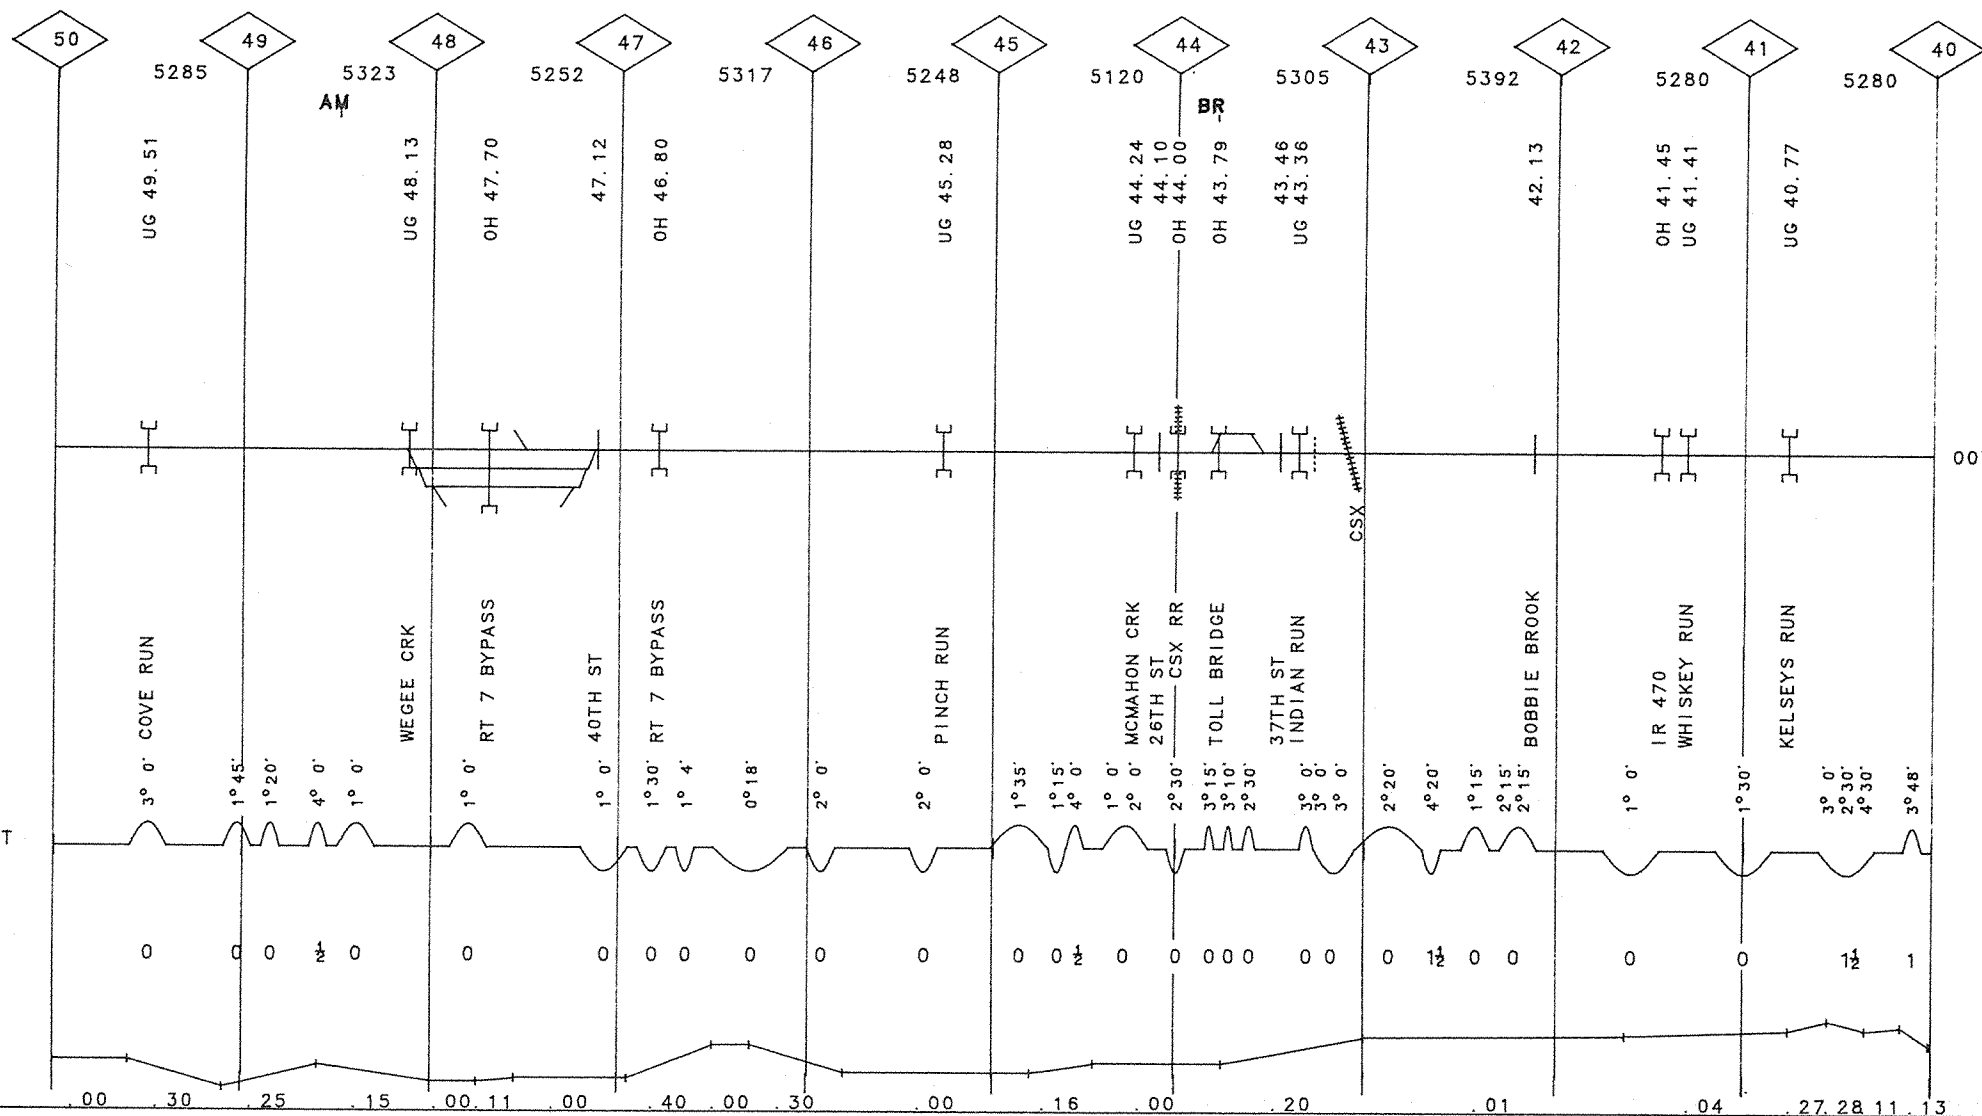 50 49 48 47 46 45 44 43 42 41 40
5285 5323 5252 5317 5248 5120 5305 5392 5280 5280
AM BR
UG 49.51
UG 48.13
OH 47.70
47.12
OH 46.80
UG 45.28
UG 44.24
44.10
OH 44.00
OH 43.79
43.46
UG 43.36
42.13
OH 41.45
UG 41.41
UG 40.77
00
CSX
COVE RUN
WEGEE CRK
RT 7 BYPASS
40TH ST
RT 7 BYPASS
PINCH RUN
MCMAHON CRK
26TH ST
CSX RR
TOLL BRIDGE
37TH ST
INDIAN RUN
BOBBIE BROOK
IR 470
WHISKEY RUN
KELSEYS RUN
3° 0' 1°45' 1°20' 4° 0' 1° 0' 1° 0' 1° 0' 1°30' 1° 4' 0°18' 2° 0' 2° 0' 1°35' 1°15' 4° 0' 1° 0' 2° 0' 2°30' 3°15' 3°10' 2°30' 3° 0' 3° 0' 3° 0' 2°20' 4°20' 1°15' 2°15' 2°15' 1° 0' 1°30' 3° 0' 2°30' 4°30' 3°48'
T
0 0 0 ½ 0 0 0 0 0 0 0 0 0 0 ½ 0 0 0 0 0 0 0 0 1½ 0 0 0 0 1½ 1
.00 .30 .25 .15 .00 .11 .00 .40 .00 .30 .00 .16 .00 .20 .01 .04 .27 .28 .11 .13